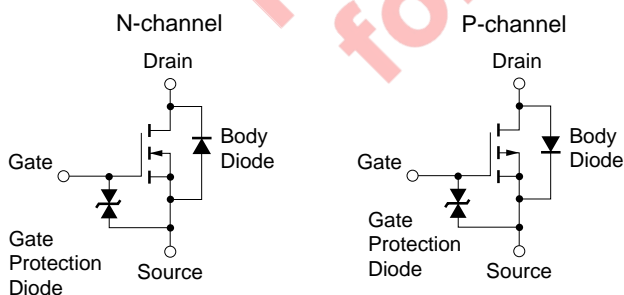 N-channel
Drain
Body
Diode
Gate
Gate
Protection
Diode
Source
P-channel
Drain
Body
Diode
Gate
Gate
Protection
Diode
Source